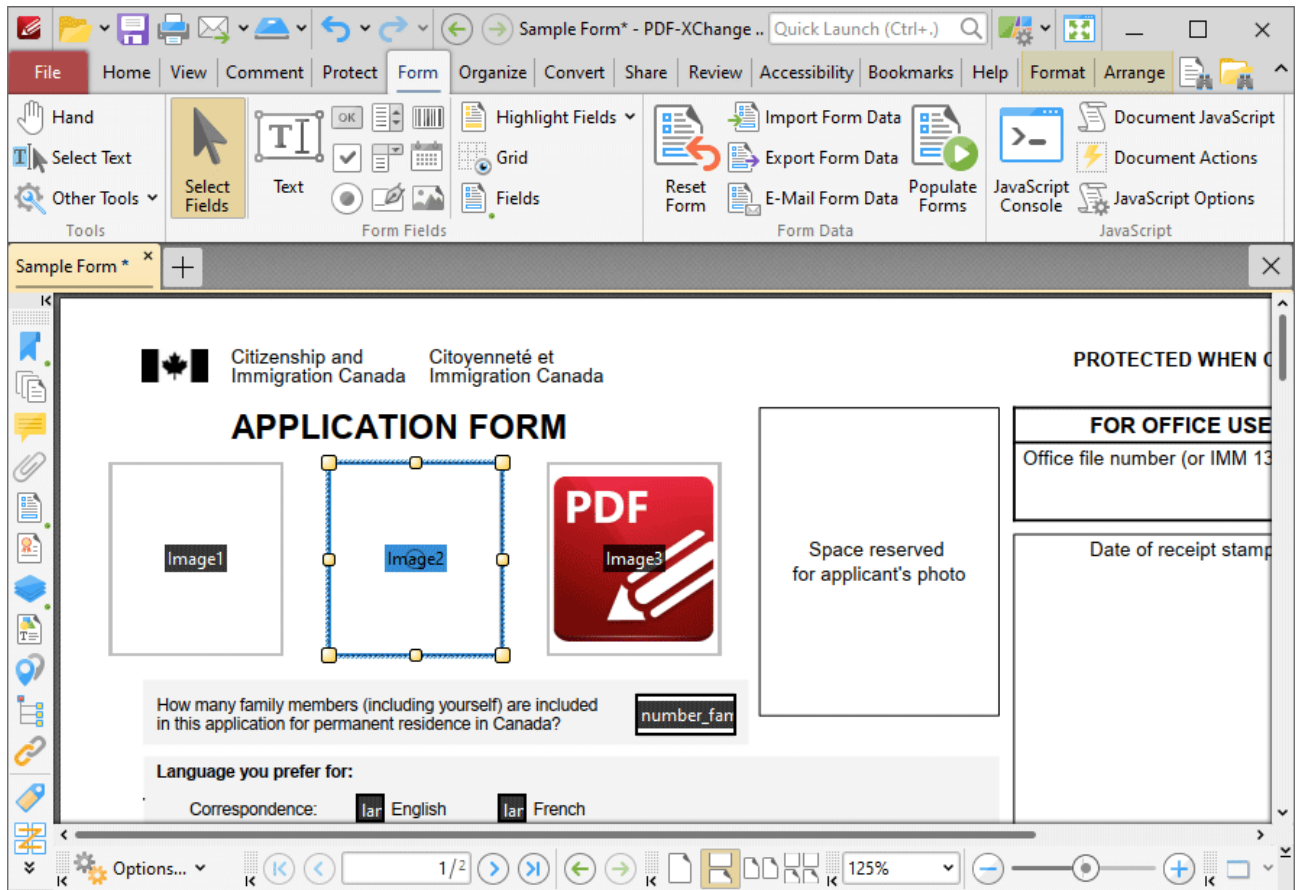 Sample Form* - PDF-XChange ..
Quick Launch (Ctrl+.)
File Home View Comment Protect Form Organize Convert Share Review Accessibility Bookmarks Help Format Arrange
Hand
Select Text
Other Tools
Tools
Select Fields
Text
OK
Highlight Fields
Grid
Fields
Form Fields
Reset Form
Import Form Data
Export Form Data
E-Mail Form Data
Populate Forms
Form Data
JavaScript Console
Document JavaScript
Document Actions
JavaScript Options
JavaScript
Sample Form *
Citizenship and
Immigration Canada
Citoyenneté et
Immigration Canada
PROTECTED WHEN
APPLICATION FORM
FOR OFFICE USE
Office file number (or IMM 13
Image1
Image2
PDF
Image3
Space reserved
for applicant's photo
Date of receipt stamp
How many family members (including yourself) are included
in this application for permanent residence in Canada?
number_fam
Language you prefer for:
Correspondence: lar English lar French
Options...
1/2
125%